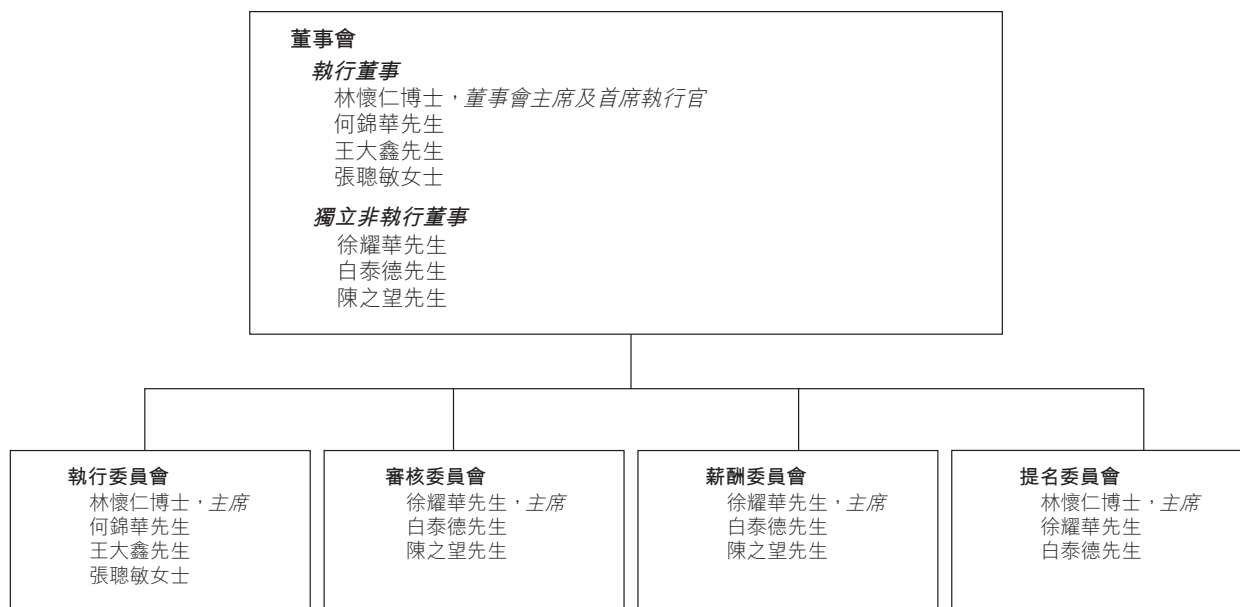 董事會
執行董事
林懷仁博士，董事會主席及首席執行官
何錦華先生
王大鑫先生
張聰敏女士
獨立非執行董事
徐耀華先生
白泰德先生
陳之望先生
執行委員會
林懷仁博士，主席
何錦華先生
王大鑫先生
張聰敏女士
審核委員會
徐耀華先生，主席
白泰德先生
陳之望先生
薪酬委員會
徐耀華先生，主席
白泰德先生
陳之望先生
提名委員會
林懷仁博士，主席
徐耀華先生
白泰德先生